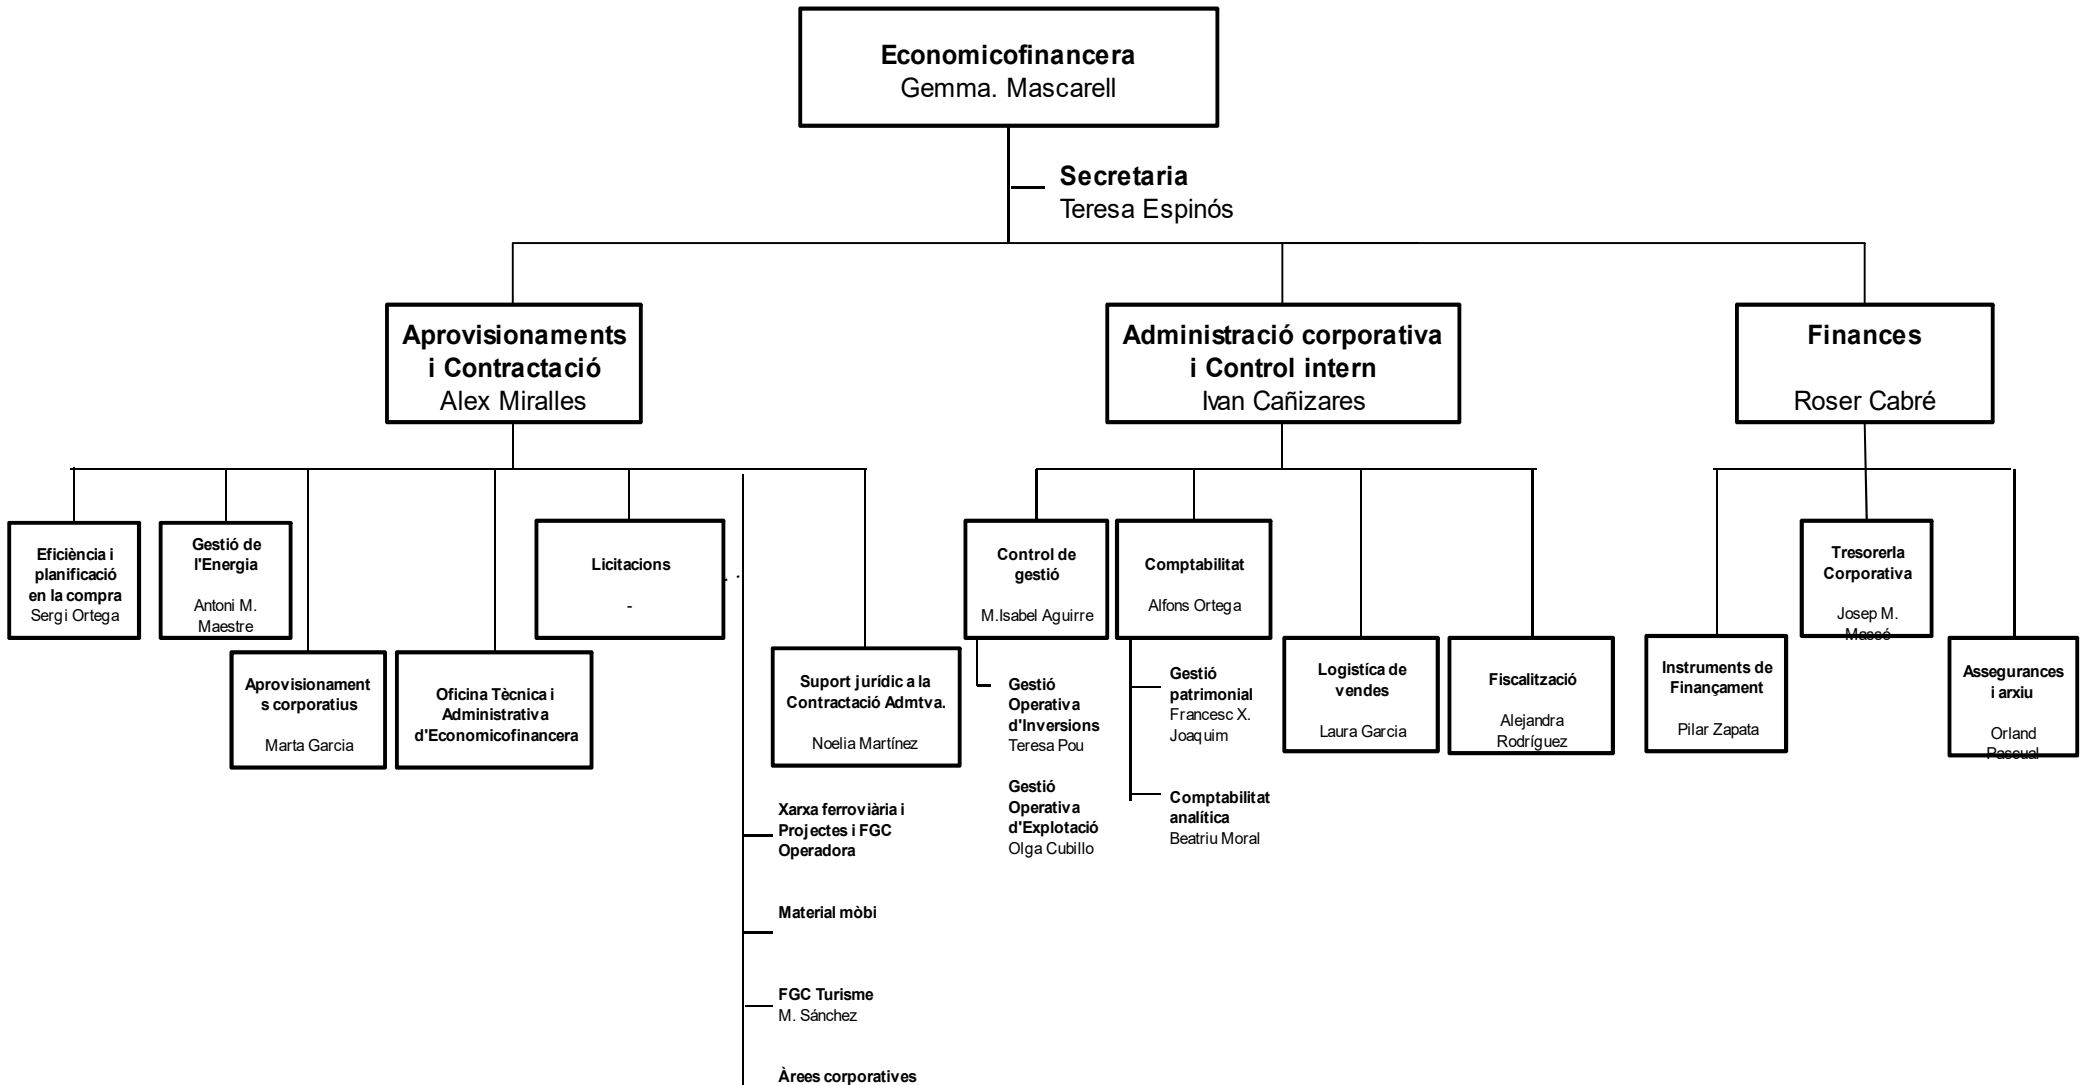 Economicofinancera
Gemma. Mascarell
Secretaria
Teresa Espinós
Aprovisionaments
i Contractació
Alex Miralles
Administració corporativa
i Control intern
Ivan Cañizares
Finances
Roser Cabré
Eficiència i
planificació
en la compra
Sergi Ortega
Gestió de
l'Energia
Antoni M.
Maestre
Aprovisionament
s corporatius
Marta Garcia
Oficina Tècnica i
Administrativa
d'Economicofinancera
Licitacions
-
Suport jurídic a la
Contractació Admtva.
Noelia Martínez
Xarxa ferroviària i
Projectes i FGC
Operadora
Material mòbi
FGC Turisme
M. Sánchez
Àrees corporatives
Control de
gestió
M.Isabel Aguirre
Gestió
Operativa
d'Inversions
Teresa Pou
Gestió
Operativa
d'Explotació
Olga Cubillo
Comptabilitat
Alfons Ortega
Gestió
patrimonial
Francesc X.
Joaquim
Comptabilitat
analítica
Beatriu Moral
Logistíca de
vendes
Laura Garcia
Fiscalització
Alejandra
Rodríguez
Instruments de
Finançament
Pilar Zapata
Tresorerla
Corporativa
Josep M.
Massó
Assegurances
i arxiu
Orland
Pascual